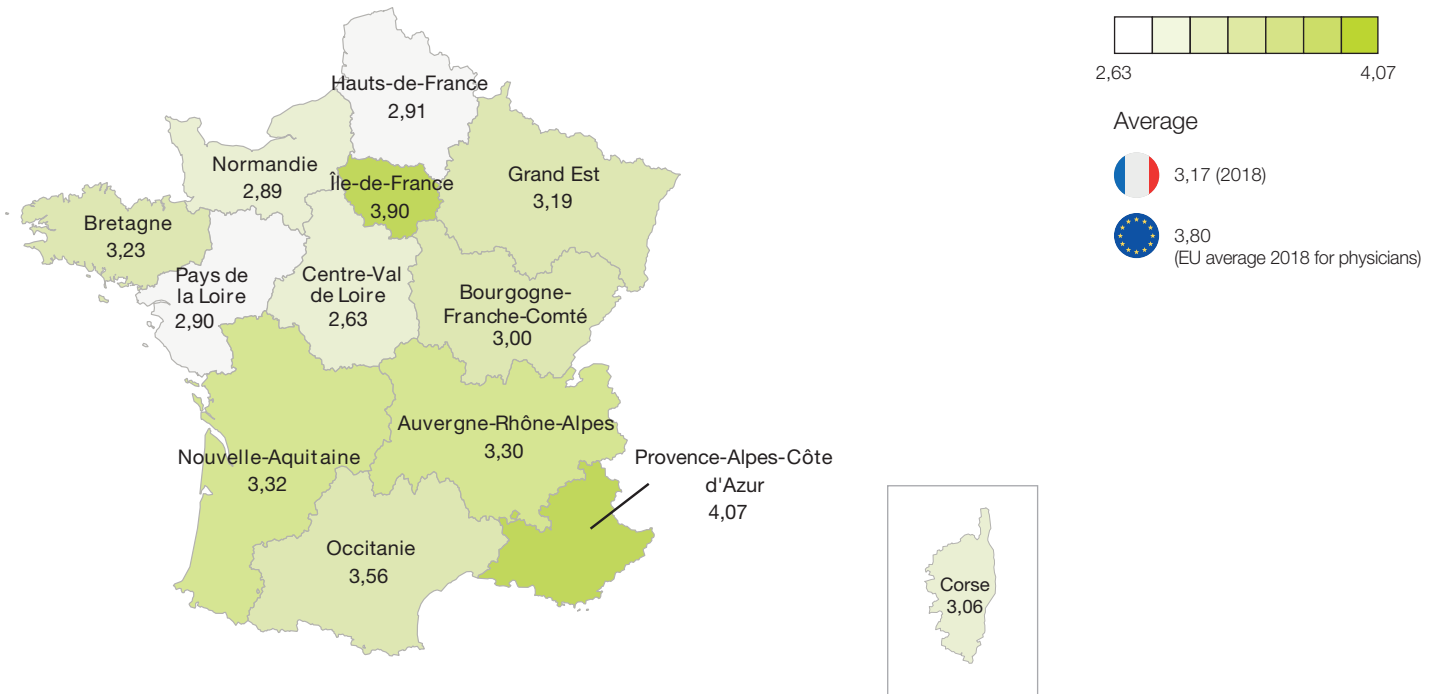 Hauts-de-France
2,91
Normandie
2,89
Île-de-France
3,90
Grand Est
3,19
Bretagne
3,23
Pays de
la Loire
2,90
Centre-Val
de Loire
2,63
Bourgogne-
Franche-Comté
3,00
Auvergne-Rhône-Alpes
3,30
Nouvelle-Aquitaine
3,32
Provence-Alpes-Côte
d'Azur
4,07
Occitanie
3,56
Corse
3,06
2,63
4,07
Average
3,17 (2018)
3,80
(EU average 2018 for physicians)